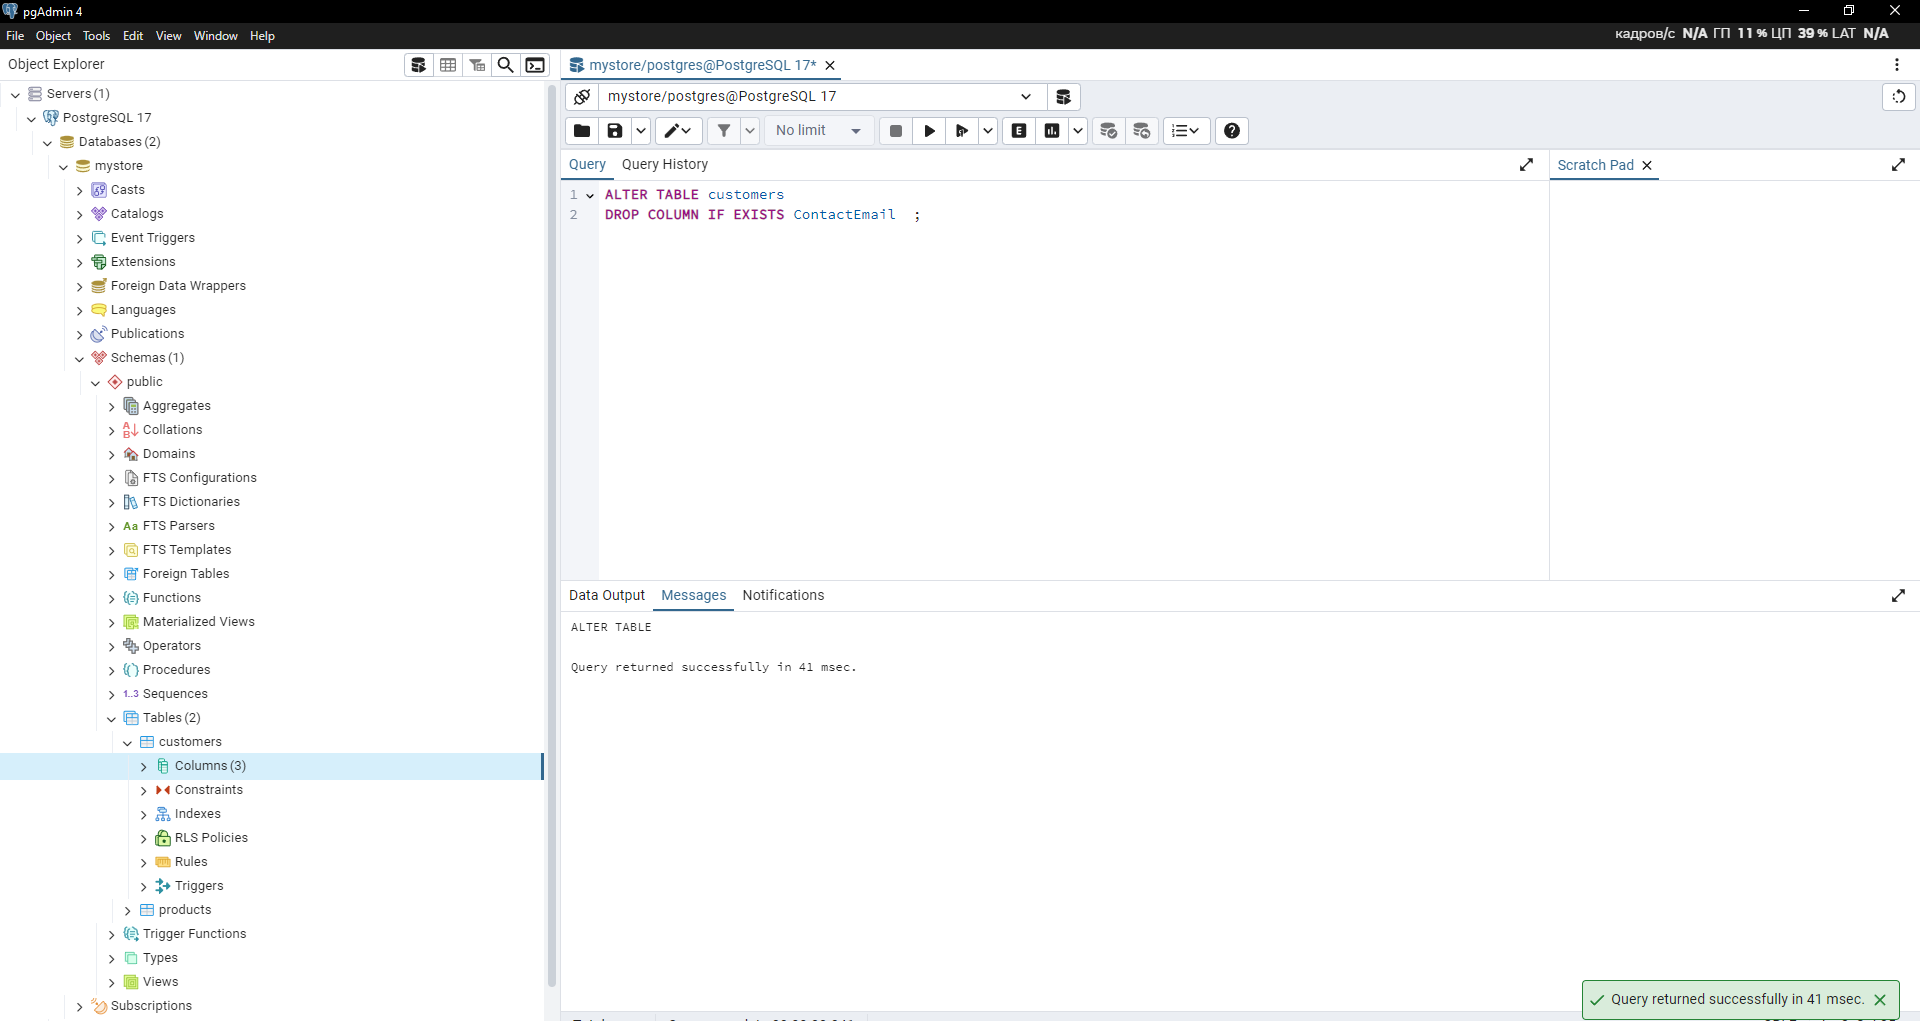 pgAdmin 4
File Object Tools Edit View Window Help
кадров/с N/A ГП 11 % ЦП 39 % LAT N/A
Object Explorer
Servers (1)
PostgreSQL 17
Databases (2)
mystore
Casts
Catalogs
Event Triggers
Extensions
Foreign Data Wrappers
Languages
Publications
Schemas (1)
public
Aggregates
Collations
Domains
FTS Configurations
FTS Dictionaries
Aa FTS Parsers
FTS Templates
Foreign Tables
Functions
Materialized Views
Operators
Procedures
1..3 Sequences
Tables (2)
customers
Columns (3)
Constraints
Indexes
RLS Policies
Rules
Triggers
products
Trigger Functions
Types
Views
Subscriptions
mystore/postgres@PostgreSQL 17*
mystore/postgres@PostgreSQL 17
No limit
E
Query Query History
Scratch Pad
1 ALTER TABLE customers
2 DROP COLUMN IF EXISTS ContactEmail ;
Data Output Messages Notifications
ALTER TABLE
Query returned successfully in 41 msec.
Query returned successfully in 41 msec.